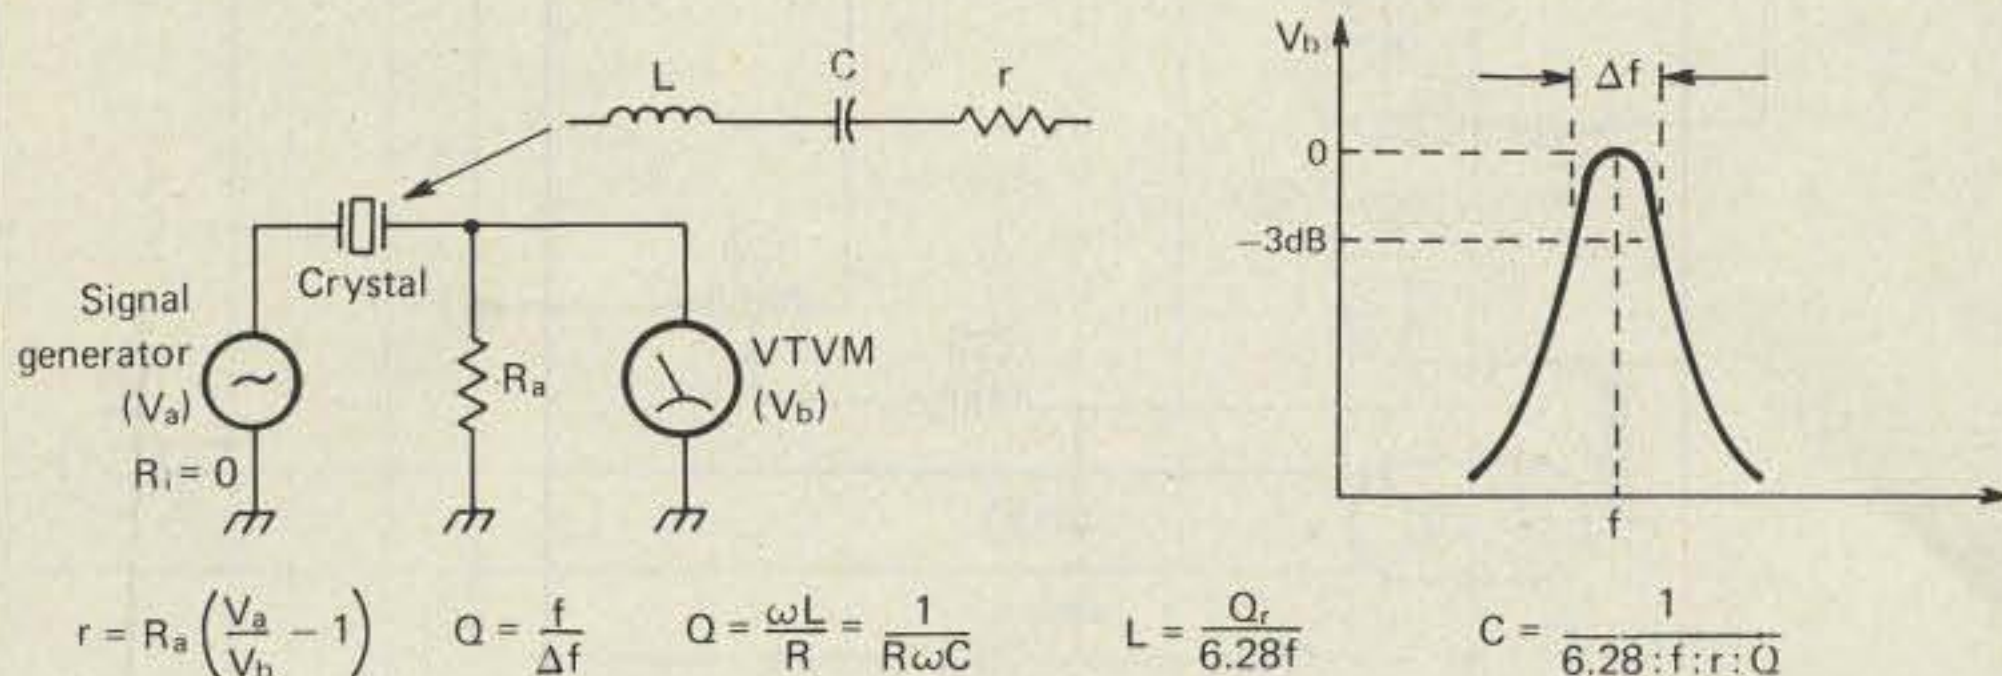 L C r
Crystal
Signal
generator
(Va)
Ri = 0
Ra
VTVM
(Vb)
Vb
Δf
0
−3dB
f
r = Ra (Va/Vb − 1) Q = f/Δf Q = ωL/R = 1/RωC L = Qr/6.28f C = 1/6.28:f:r:Q